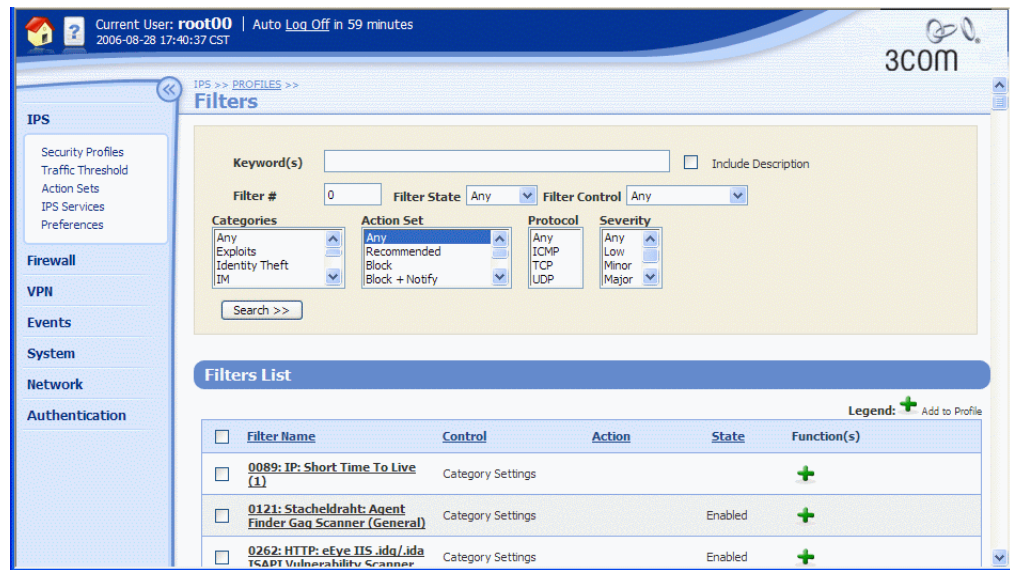 Current User: root00 | Auto Log Off in 59 minutes
2006-08-28 17:40:37 CST
3COM
IPS >> PROFILES >>
Filters
IPS
Security Profiles
Traffic Threshold
Action Sets
IPS Services
Preferences
Firewall
VPN
Events
System
Network
Authentication
Keyword(s) Include Description
Filter # 0 Filter State Any Filter Control Any
Categories Action Set Protocol Severity
Any Any Any Any
Exploits Recommended ICMP Low
Identity Theft Block TCP Minor
IM Block + Notify UDP Major
Search >>
Filters List
Legend: Add to Profile
Filter Name Control Action State Function(s)
0089: IP: Short Time To Live
(1) Category Settings
0121: Stacheldraht: Agent
Finder Gag Scanner (General) Category Settings Enabled
0262: HTTP: eEye IIS .idq/.ida
ISAPI Vulnerability Scanner Category Settings Enabled